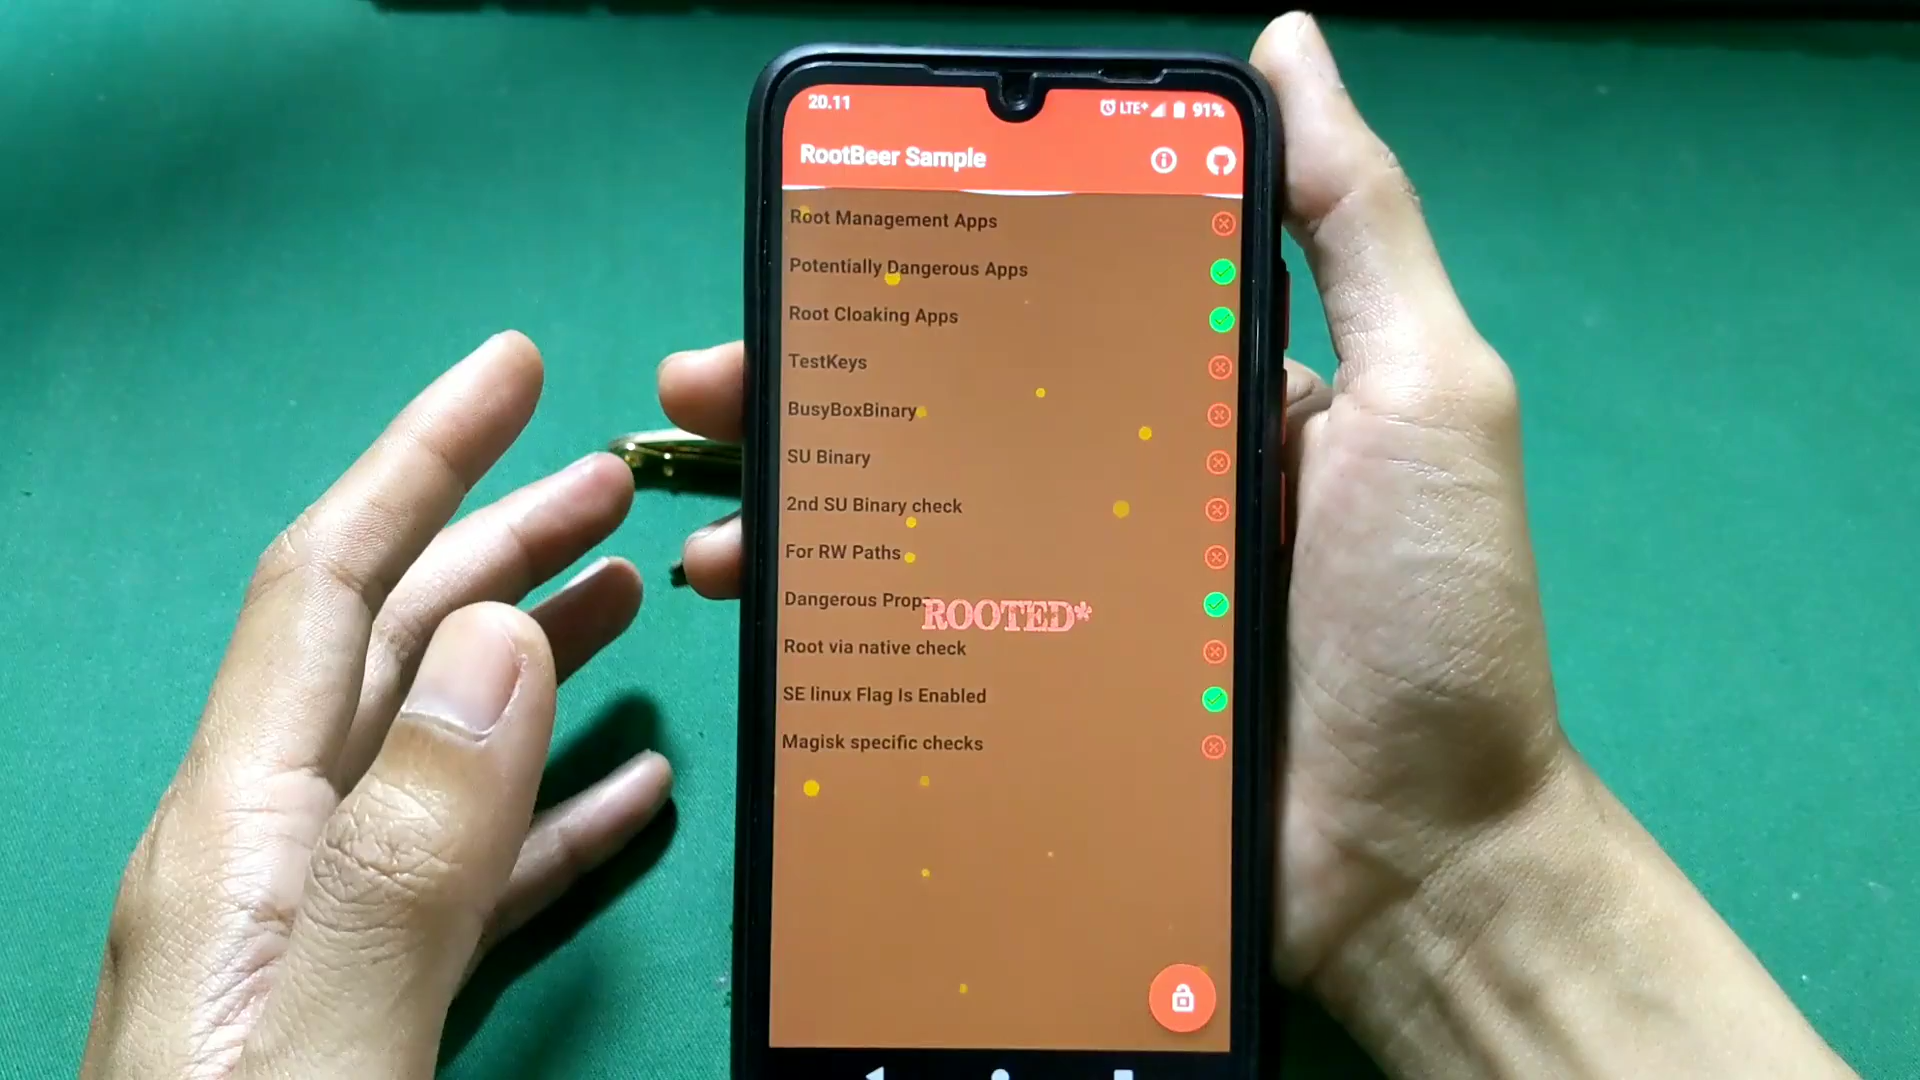 20.11 LTE+ 91%
RootBeer Sample
Root Management Apps
Potentially Dangerous Apps
Root Cloaking Apps
TestKeys
BusyBoxBinary
SU Binary
2nd SU Binary check
For RW Paths
Dangerous Props
ROOTED*
Root via native check
SE linux Flag Is Enabled
Magisk specific checks